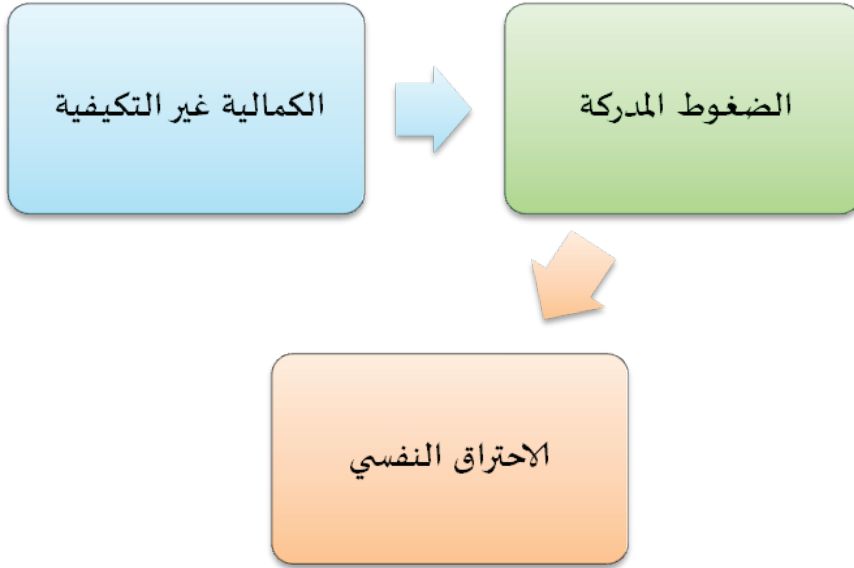 الكمالية غير التكيفية
الضغوط المدركة
الاحتراق النفسي